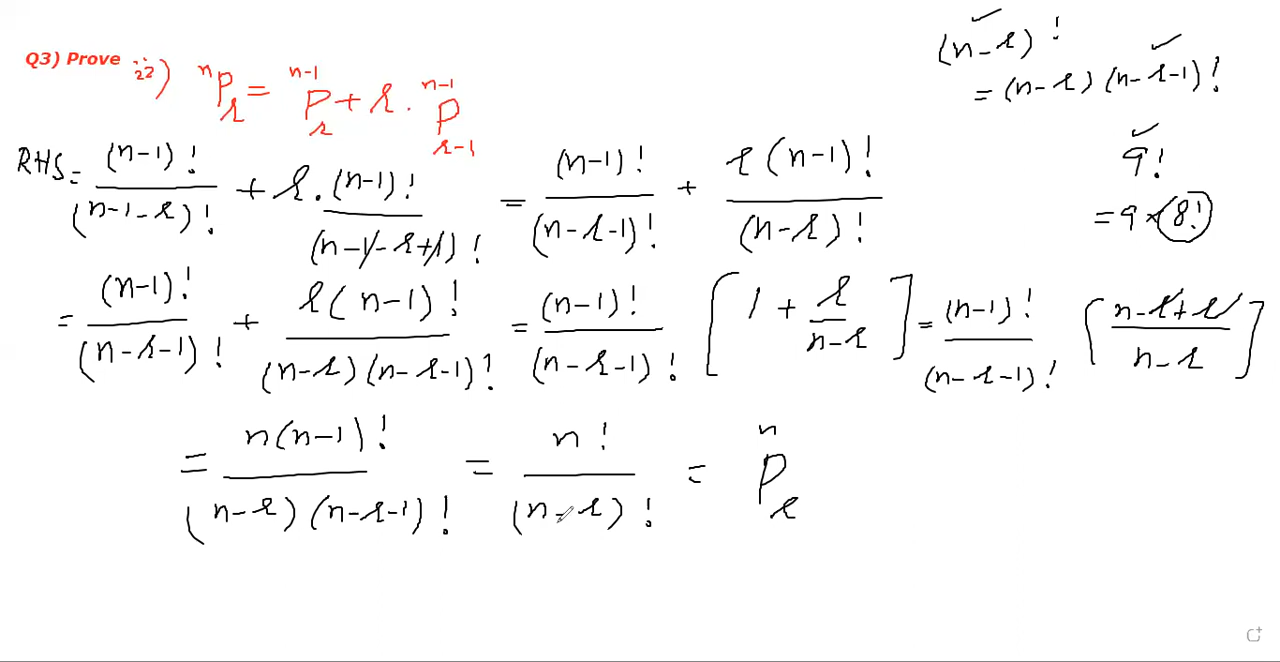 Q3) Prove ii) ⁿPᵣ = ⁿ⁻¹Pᵣ + r . ⁿ⁻¹Pᵣ₋₁
(n-r)!
= (n-r) (n-r-1)!
RHS = (n-1)! / (n-1-r)! + r . (n-1)! / (n-1-r+1)! = (n-1)! / (n-r-1)! + r (n-1)! / (n-r)!
9!
= 9 × 8!
= (n-1)! / (n-r-1)! + r (n-1)! / (n-r)(n-r-1)! = (n-1)! / (n-r-1)! [ 1 + r / n-r ] = (n-1)! / (n-r-1)! [ n-r+r / n-r ]
= n(n-1)! / (n-r)(n-r-1)! = n! / (n-r)! = ⁿPᵣ